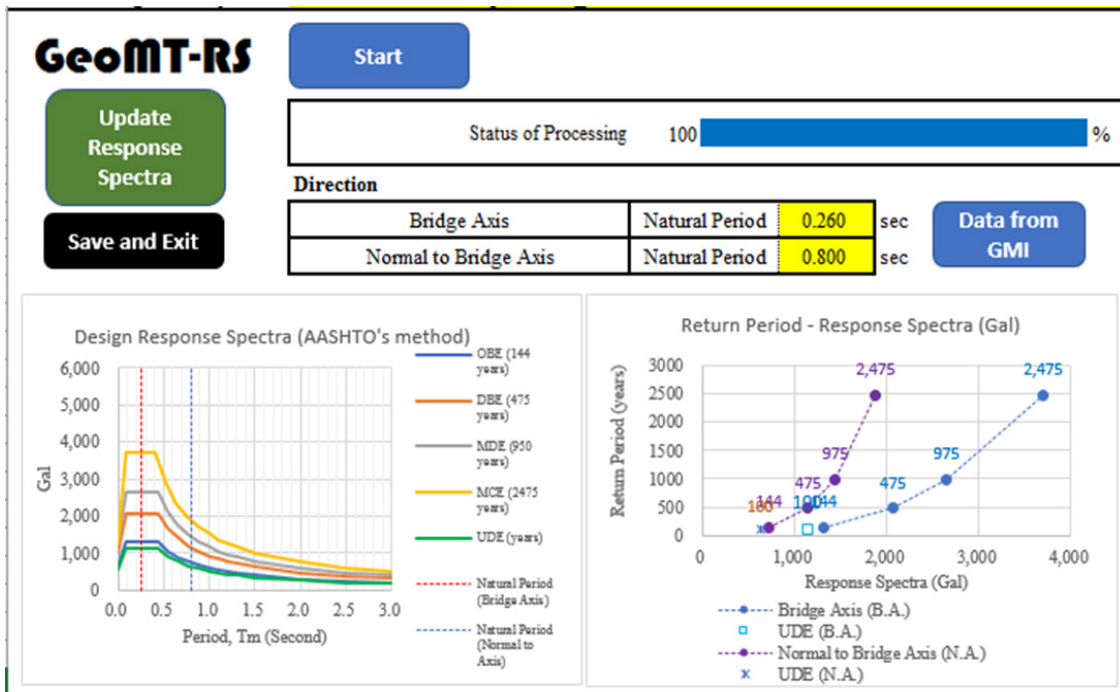 GeoMT-RS
Start
Update
Response
Spectra
Save and Exit
Status of Processing 100 %
Direction
Bridge Axis Natural Period 0.260 sec
Normal to Bridge Axis Natural Period 0.800 sec
Data from
GMI
Design Response Spectra (AASHTO's method)
6,000
5,000
4,000
3,000
2,000
1,000
0
Gal
0.0 0.5 1.0 1.5 2.0 2.5 3.0
Period, Tm (Second)
OBE (144
years)
DBE (475
years)
MDE (950
years)
MCE (2475
years)
UDE (years)
Natural Period
(Bridge Axis)
Natural Period
(Normal to
Axis)
Return Period - Response Spectra (Gal)
Return Period (years)
3000
2500
2000
1500
1000
500
0
2,475 2,475
975 975
475 475
100 144 100 144
0 1,000 2,000 3,000 4,000
Response Spectra (Gal)
Bridge Axis (B.A.)
UDE (B.A.)
Normal to Bridge Axis (N.A.)
UDE (N.A.)